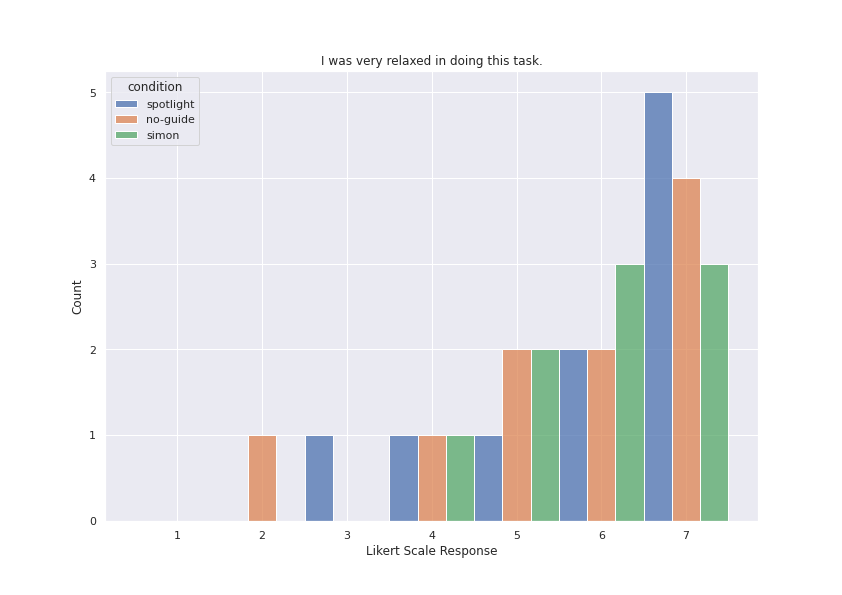 I was very relaxed in doing this task.
condition
spotlight
no-guide
simon
5
4
3
2
1
0
Count
1 2 3 4 5 6 7
Likert Scale Response